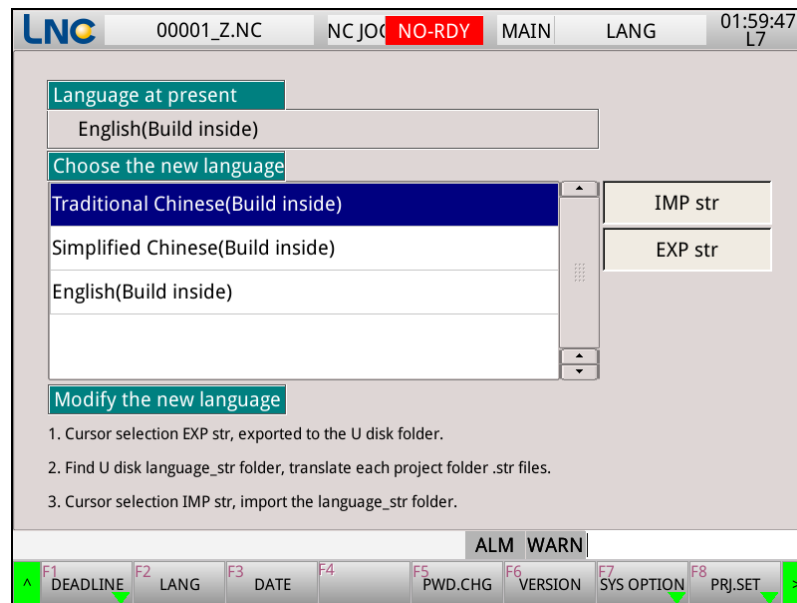 LNC 00001_Z.NC NC JO NO-RDY MAIN LANG 01:59:47
L7
Language at present
English(Build inside)
Choose the new language
Traditional Chinese(Build inside)
IMP str
Simplified Chinese(Build inside)
EXP str
English(Build inside)
Modify the new language
1. Cursor selection EXP str, exported to the U disk folder.
2. Find U disk language_str folder, translate each project folder .str files.
3. Cursor selection IMP str, import the language_str folder.
ALM WARN
^ F1 DEADLINE F2 LANG F3 DATE F4 F5 PWD.CHG F6 VERSION F7 SYS OPTION F8 PRJ.SET >